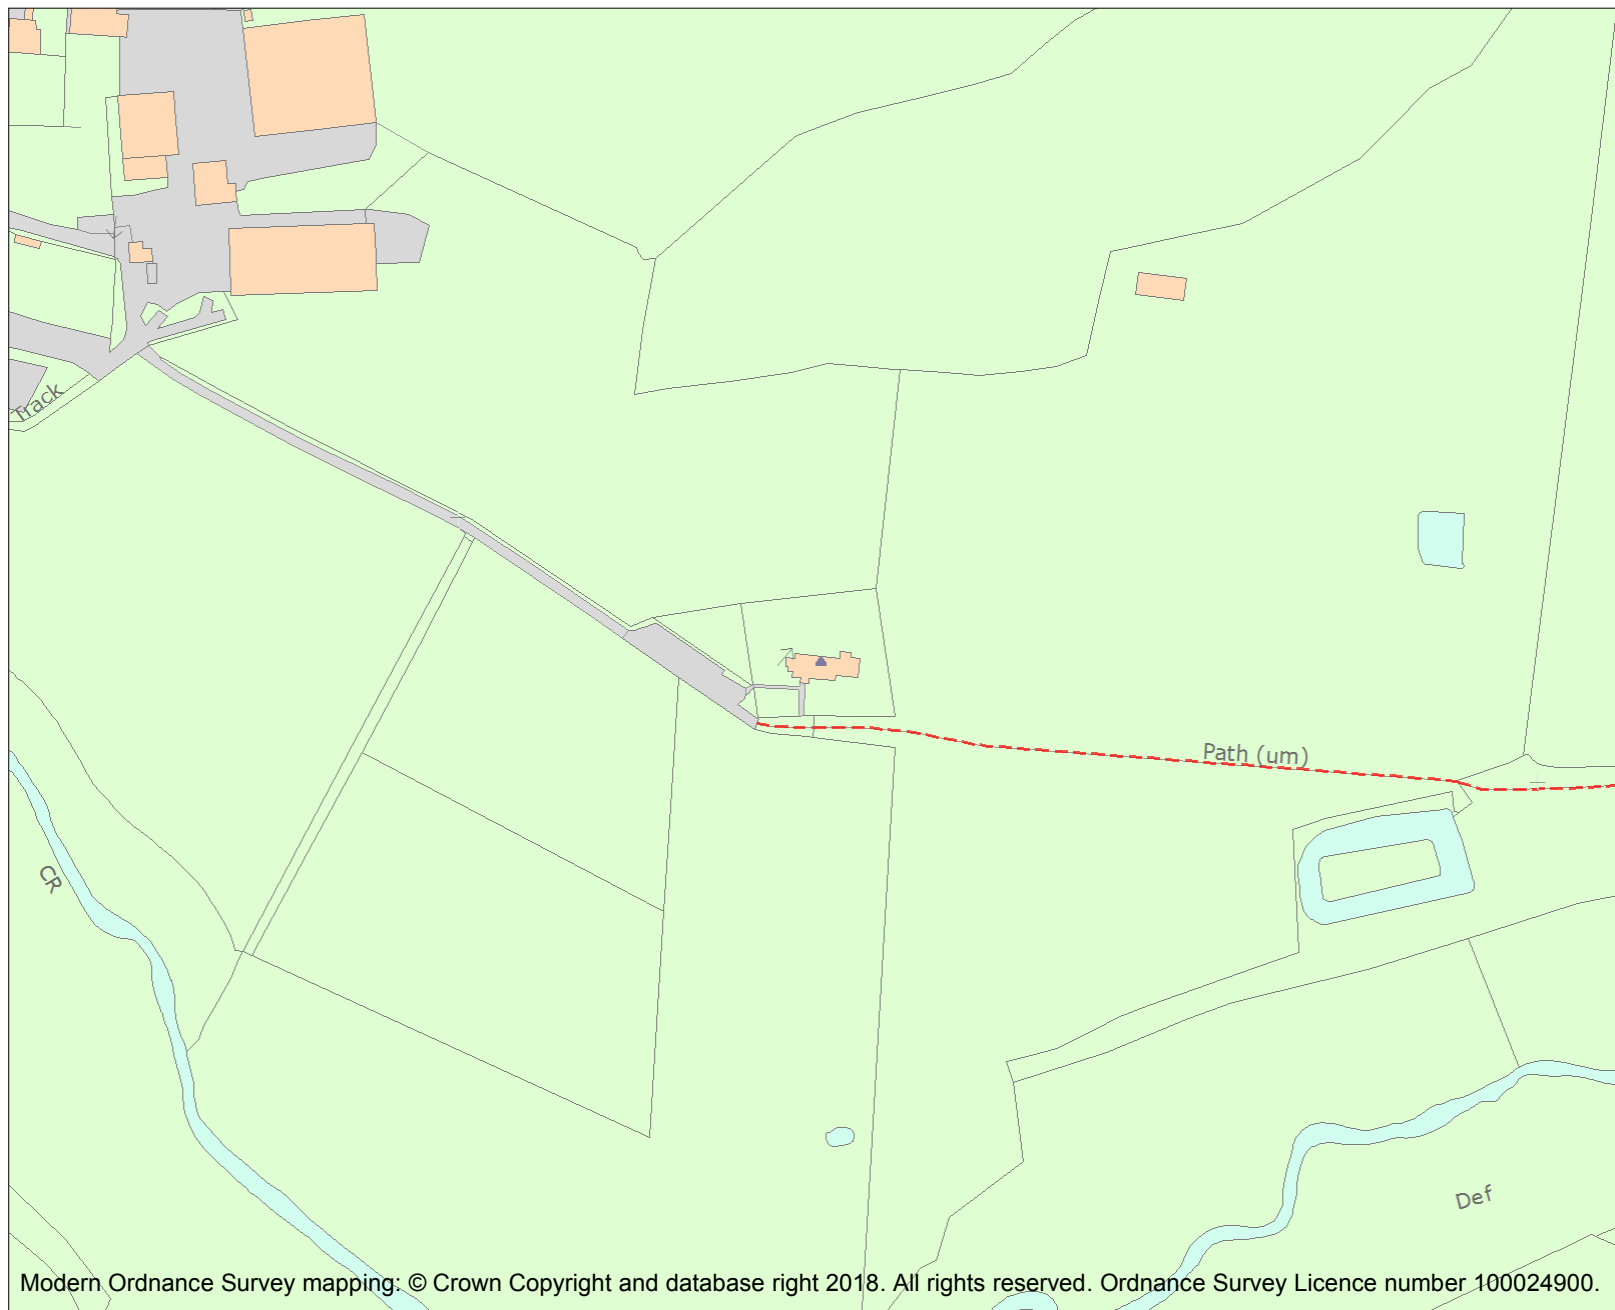 Track
Path (um)
CR
Def
Modern Ordnance Survey mapping: © Crown Copyright and database right 2018. All rights reserved. Ordnance Survey Licence number 100024900.